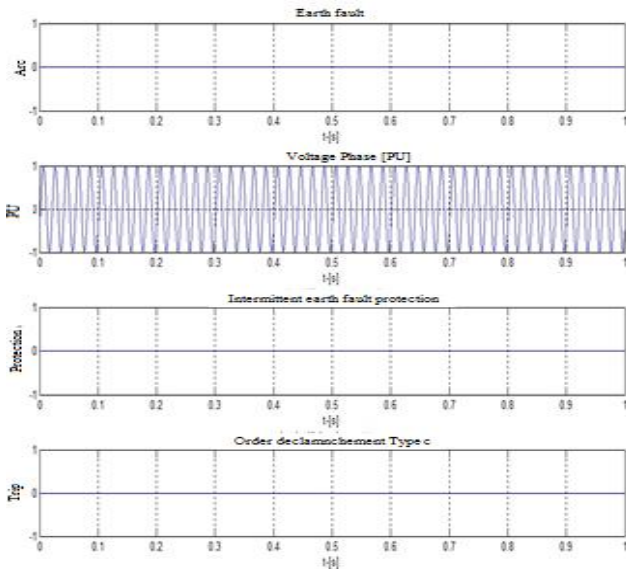 Earth fault
1
Arc
0
-1
0 0.1 0.2 0.3 0.4 0.5 0.6 0.7 0.8 0.9 1
t-[s]
Voltage Phase [PU]
1
PU
0
-1
0 0.1 0.2 0.3 0.4 0.5 0.6 0.7 0.8 0.9 1
t-[s]
Intermittent earth fault protection
1
Protection
0
-1
0 0.1 0.2 0.3 0.4 0.5 0.6 0.7 0.8 0.9 1
t-[s]
Order declamnchement Type c
1
Trip
0
-1
0 0.1 0.2 0.3 0.4 0.5 0.6 0.7 0.8 0.9 1
t-[s]